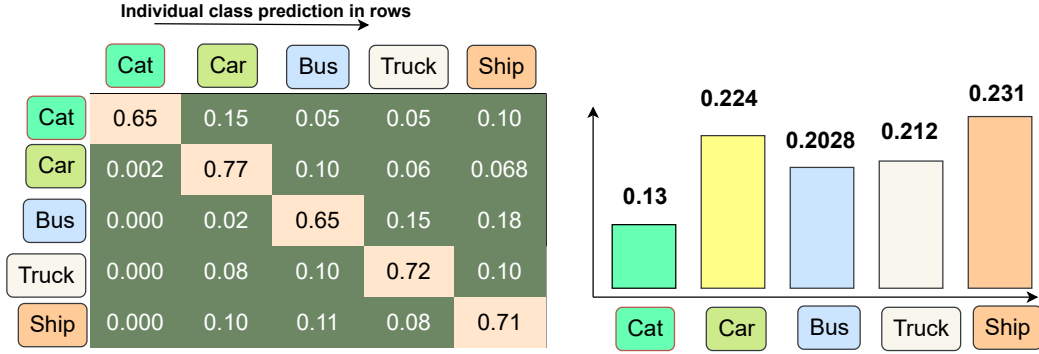 Individual class prediction in rows
Cat Car Bus Truck Ship
Cat 0.65 0.15 0.05 0.05 0.10
Car 0.002 0.77 0.10 0.06 0.068
Bus 0.000 0.02 0.65 0.15 0.18
Truck 0.000 0.08 0.10 0.72 0.10
Ship 0.000 0.10 0.11 0.08 0.71
0.13 0.224 0.2028 0.212 0.231
Cat Car Bus Truck Ship